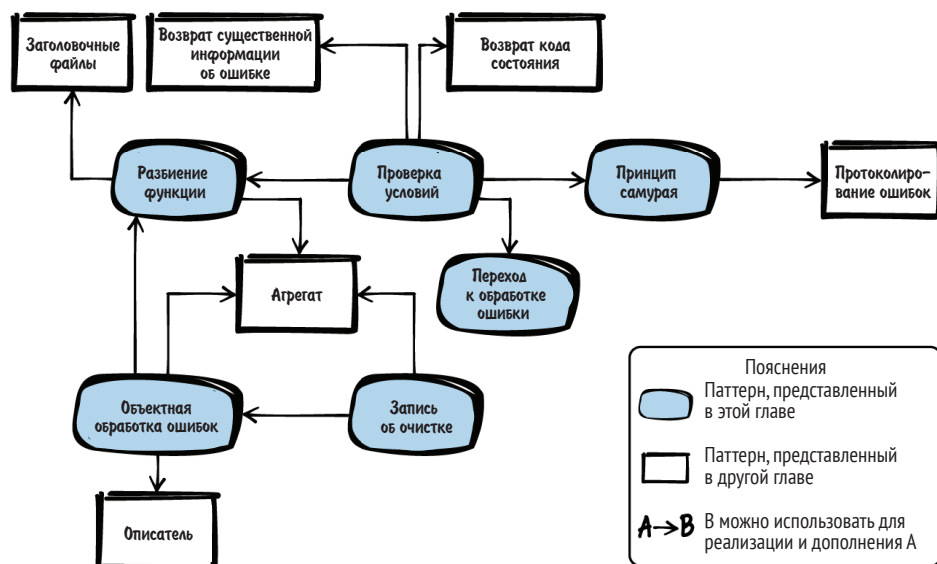 Заголовочные
файлы
Возврат существенной
информации
об ошибке
Возврат кода
состояния
Разбиение
функции
Проверка
условий
Принцип
самурая
Протоколиро-
вание ошибок
Агрегат
Переход
к обработке
ошибки
Объектная
обработка ошибок
Запись
об очистке
Описатель
Пояснения
Паттерн, представленный
в этой главе
Паттерн, представленный
в другой главе
A→B В можно использовать для
реализации и дополнения А